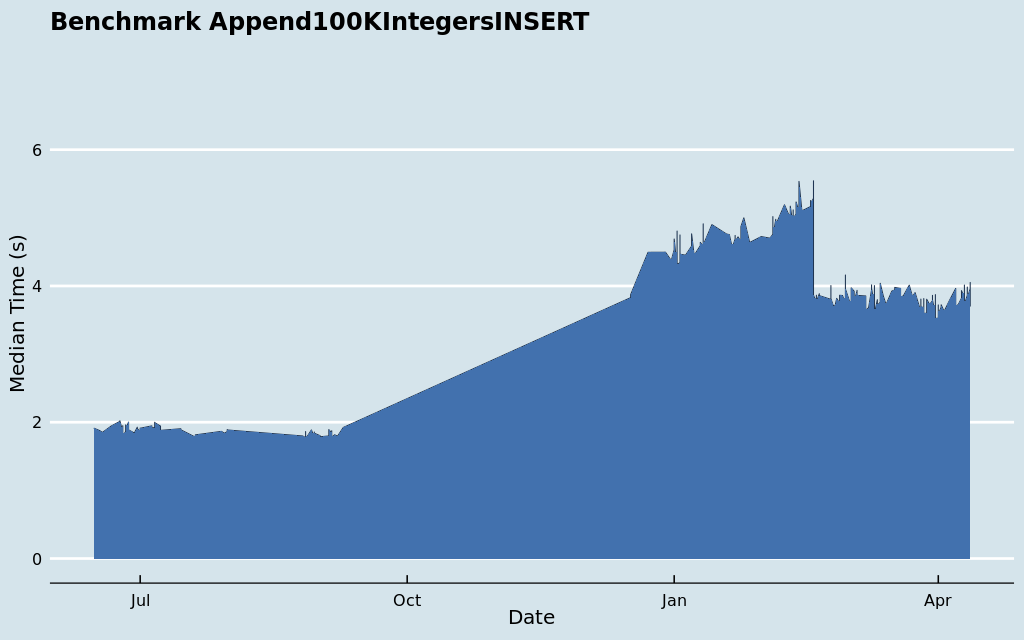 Benchmark Append100KIntegersINSERT
Median Time (s)
6
4
2
0
Jul
Oct
Jan
Apr
Date